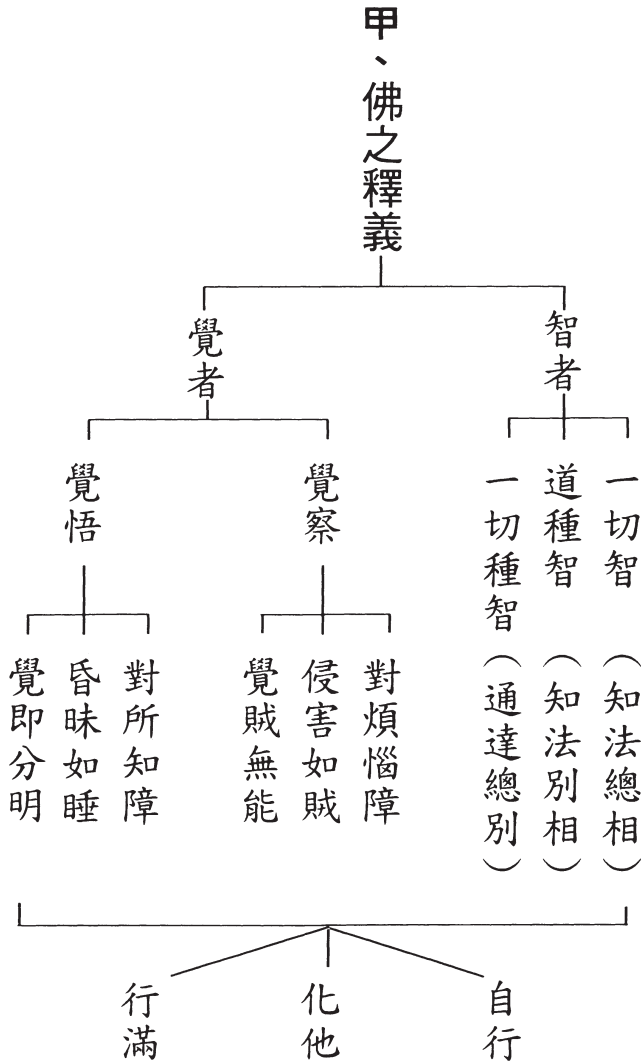 甲、佛之釋義
智者
一切智（知法總相）
道種智（知法別相）
一切種智（通達總別）
覺者
覺察
對煩惱障
侵害如賊
覺賊無能
覺悟
對所知障
昏昧如睡
覺即分明
自行
化他
行滿